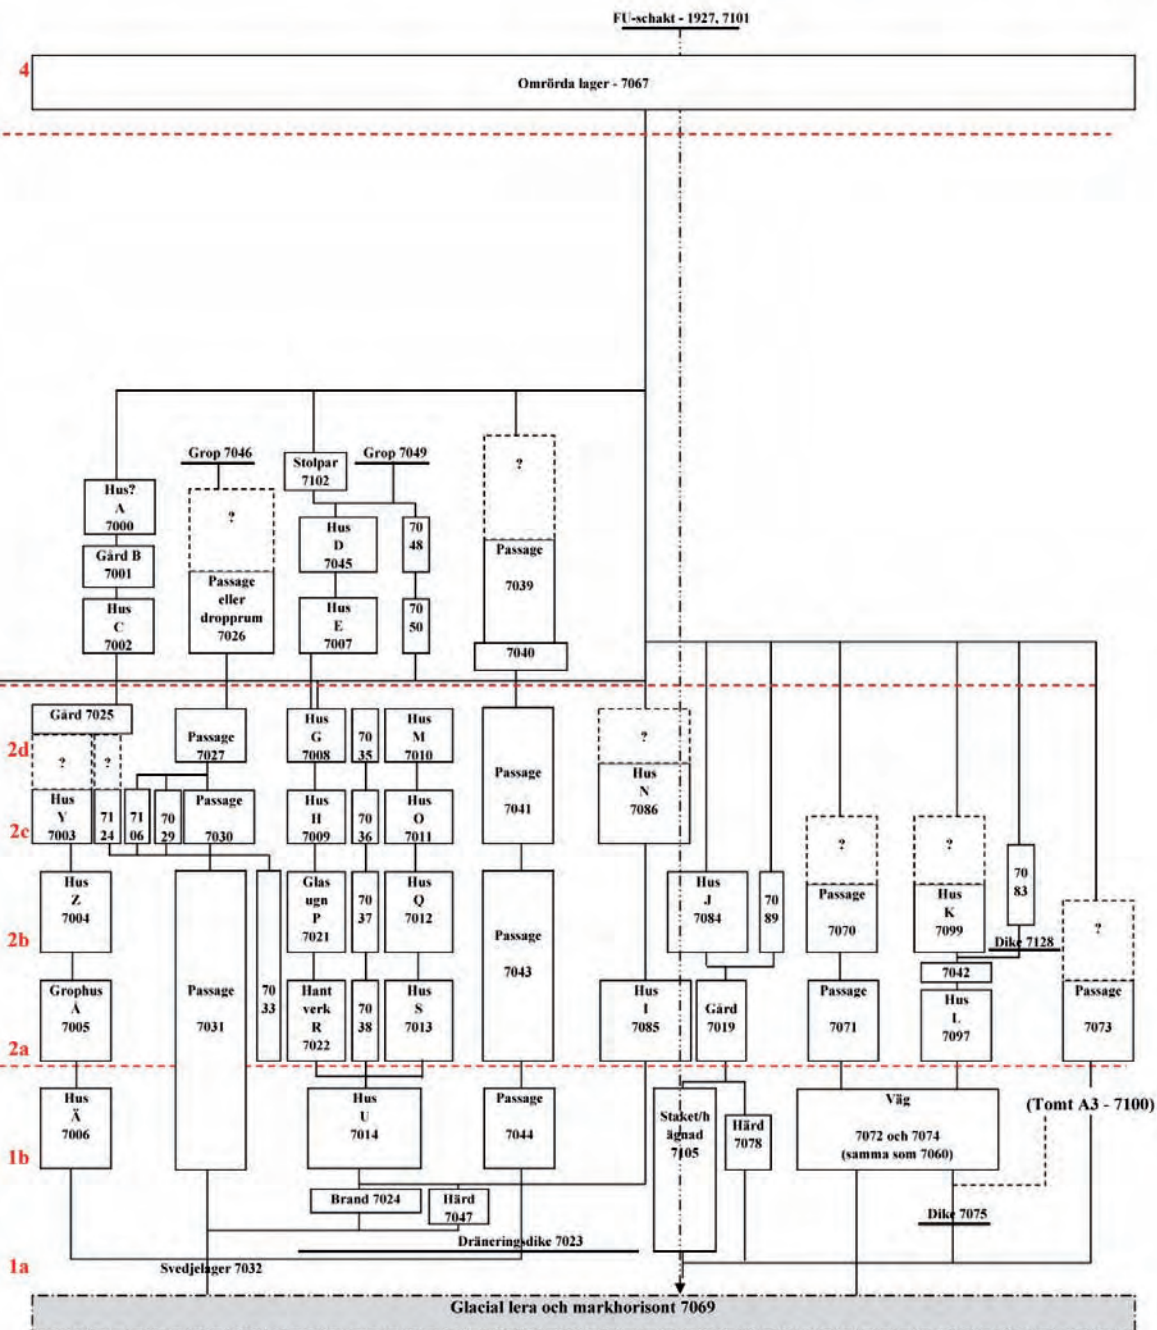 FU-schakt - 1927, 7101
4
Omrörda lager - 7067
Grop 7046
Grop 7049
Stolpar
7102
?
Hus?
A
7000
?
Hus
D
7045
70
48
Passage
7039
Gård B
7001
Passage
eller
dropprum
7026
Hus
C
7002
Hus
E
7007
70
50
7040
2d
Gård 7025
?
?
Passage
7027
Hus
G
7008
70
35
Hus
M
7010
Passage
7041
?
Hus
N
7086
2c
Hus
Y
7003
71
24
71
06
70
29
Passage
7030
Hus
H
7009
70
36
Hus
O
7011
?
?
70
83
2b
Hus
Z
7004
Passage
7031
70
33
Glas
ugn
P
7021
70
37
Hus
Q
7012
Passage
7043
Hus
J
7084
70
89
Passage
7070
Hus
K
7099
Dike 7128
?
7042
2a
Grophus
Å
7005
Hant
verk
R
7022
70
38
Hus
S
7013
Hus
I
7085
Gård
7019
Passage
7071
Hus
L
7097
Passage
7073
1b
Hus
Ä
7006
Hus
U
7014
Passage
7044
Staket/h
ägnad
7105
Härd
7078
Väg
7072 och 7074
(samma som 7060)
(Tomt A3 - 7100)
Brand 7024
Härd
7047
Dike 7075
Dräneringsdike 7023
1a
Svedjelager 7032
Glacial lera och markhorisont 7069